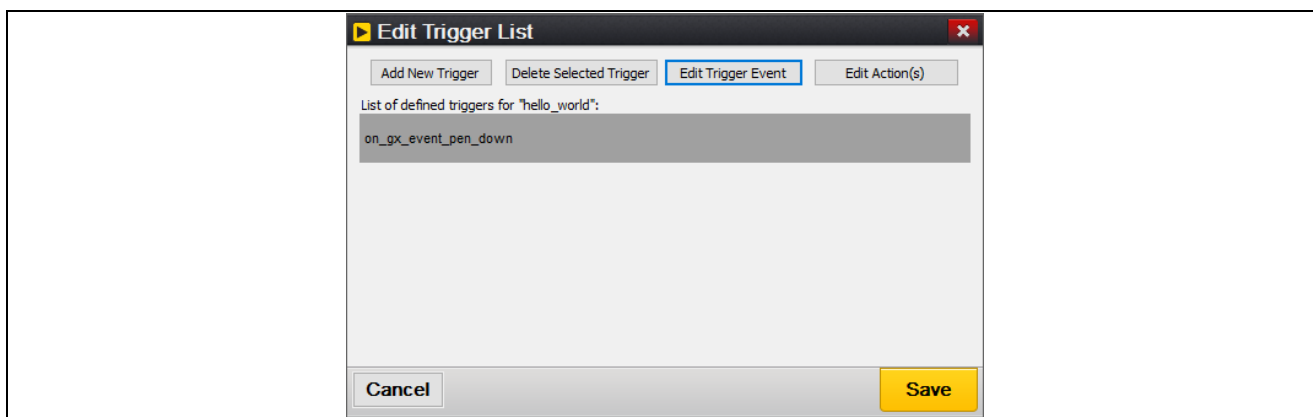 Edit Trigger List
Add New Trigger Delete Selected Trigger Edit Trigger Event Edit Action(s)
List of defined triggers for "hello_world":
on_gx_event_pen_down
Cancel Save